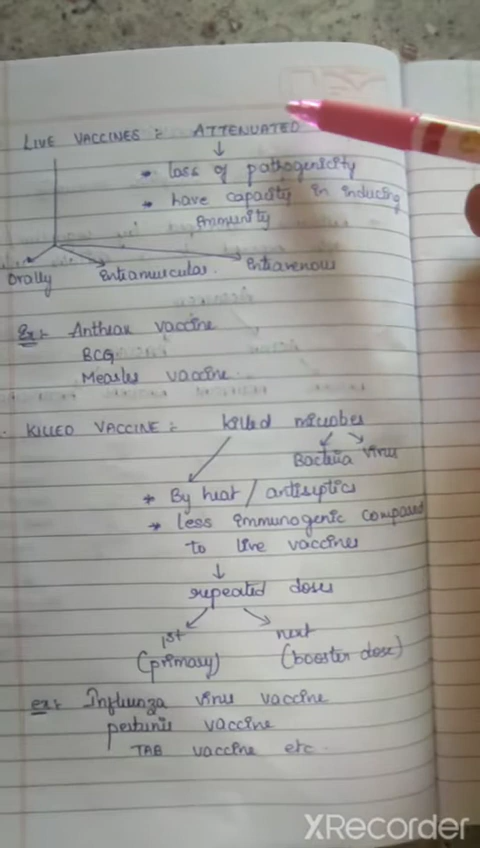 LIVE VACCINES :- ATTENUATED
* loss of pathogenicity
* have capacity in inducing
immunity
Orally intramuscular. intravenous
Ex:- Anthrax vaccine
BCG
Measles vaccine.
KILLED VACCINE :- killed microbes
Bacteria virus
* By heat / antiseptics
* less immunogenic compared
to live vaccines
repeated doses
1st next
(primary) (booster dose)
ex:- Influenza virus vaccine
pertusis vaccine
TAB vaccine etc.
XRecorder